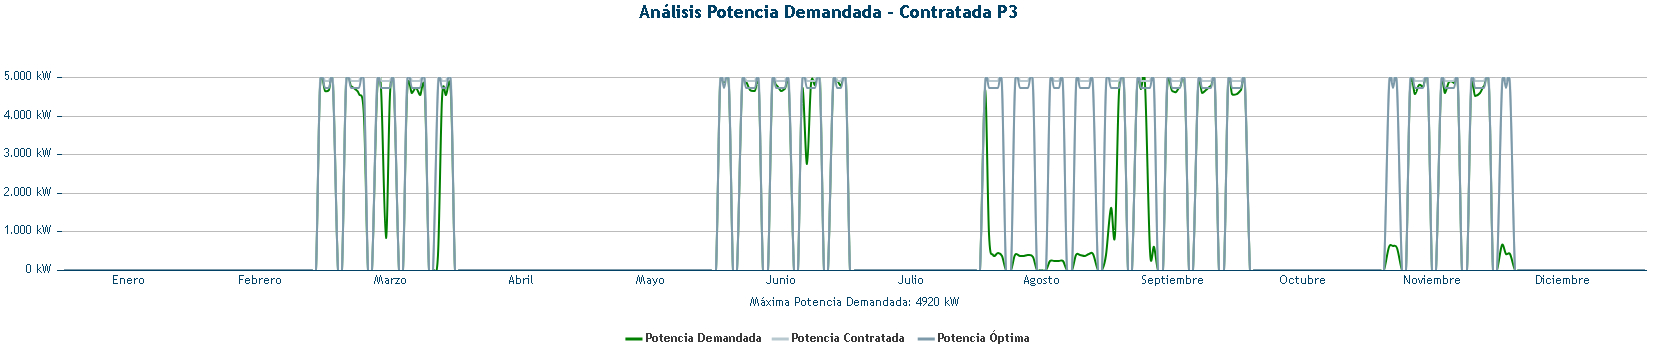 Análisis Potencia Demandada - Contratada P3
5.000 kW
4.000 kW
3.000 kW
2.000 kW
1.000 kW
0 kW
Enero Febrero Marzo Abril Mayo Junio Julio Agosto Septiembre Octubre Noviembre Diciembre
Máxima Potencia Demandada: 4920 kW
Potencia Demandada Potencia Contratada Potencia Óptima